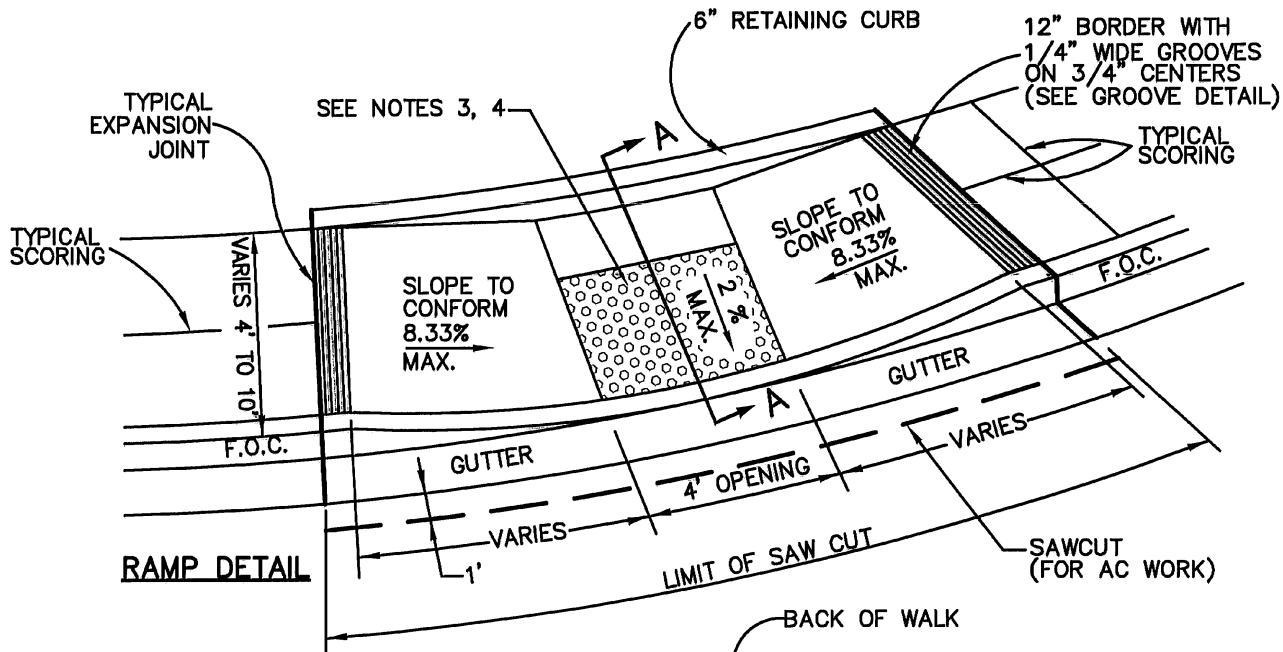 6" RETAINING CURB
12" BORDER WITH
1/4" WIDE GROOVES
ON 3/4" CENTERS
(SEE GROOVE DETAIL)
TYPICAL
EXPANSION
JOINT
SEE NOTES 3, 4
A
TYPICAL
SCORING
TYPICAL
SCORING
VARIES 4' TO 10'
SLOPE TO
CONFORM
8.33%
MAX.
2 %
MAX.
SLOPE TO
CONFORM
8.33%
MAX.
F.O.C.
A
F.O.C.
GUTTER
GUTTER
VARIES
4' OPENING
VARIES
1'
RAMP DETAIL
LIMIT OF SAW CUT
SAWCUT
(FOR AC WORK)
BACK OF WALK